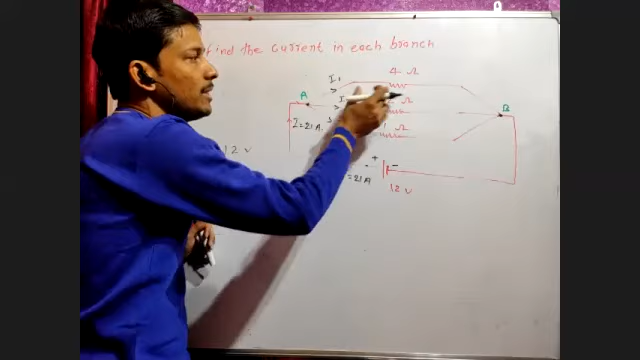 find the current in each branch
4 Ω
I₁
A
I
Ω
B
I = 21 A
Ω
12 V
+ -
= 21 A
12 V